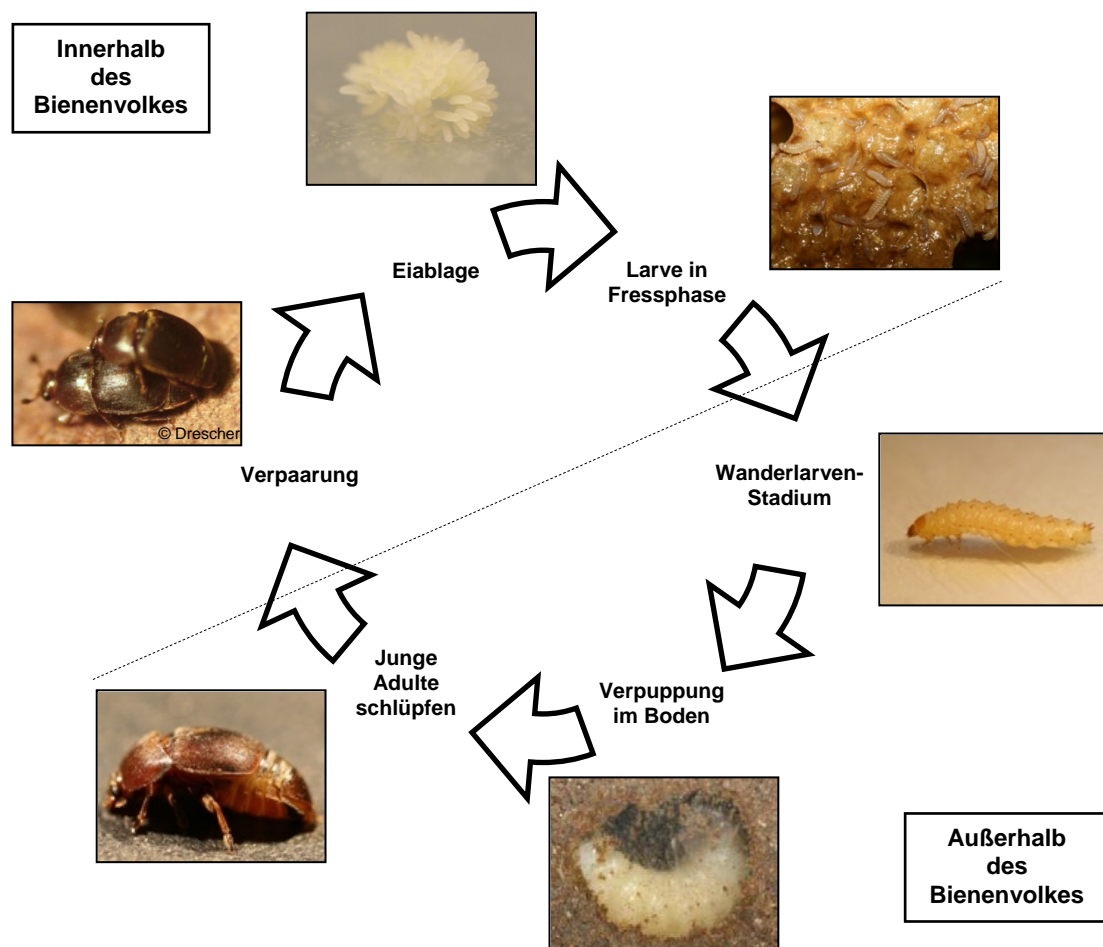 Innerhalb
des
Bienenvolkes
Eiablage
Larve in
Fressphase
© Drescher
Verpaarung
Wanderlarven-
Stadium
Junge
Adulte
schlüpfen
Verpuppung
im Boden
Außerhalb
des
Bienenvolkes